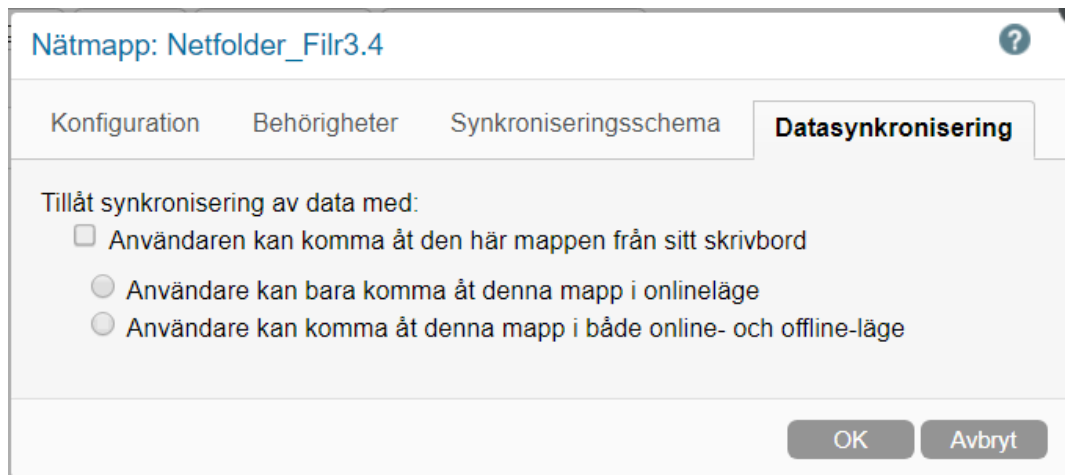 Nätmapp: Netfolder_Filr3.4
?
Konfiguration Behörigheter Synkroniseringsschema Datasynkronisering
Tillåt synkronisering av data med:
Användaren kan komma åt den här mappen från sitt skrivbord
Användare kan bara komma åt denna mapp i onlineläge
Användare kan komma åt denna mapp i både online- och offline-läge
OK Avbryt